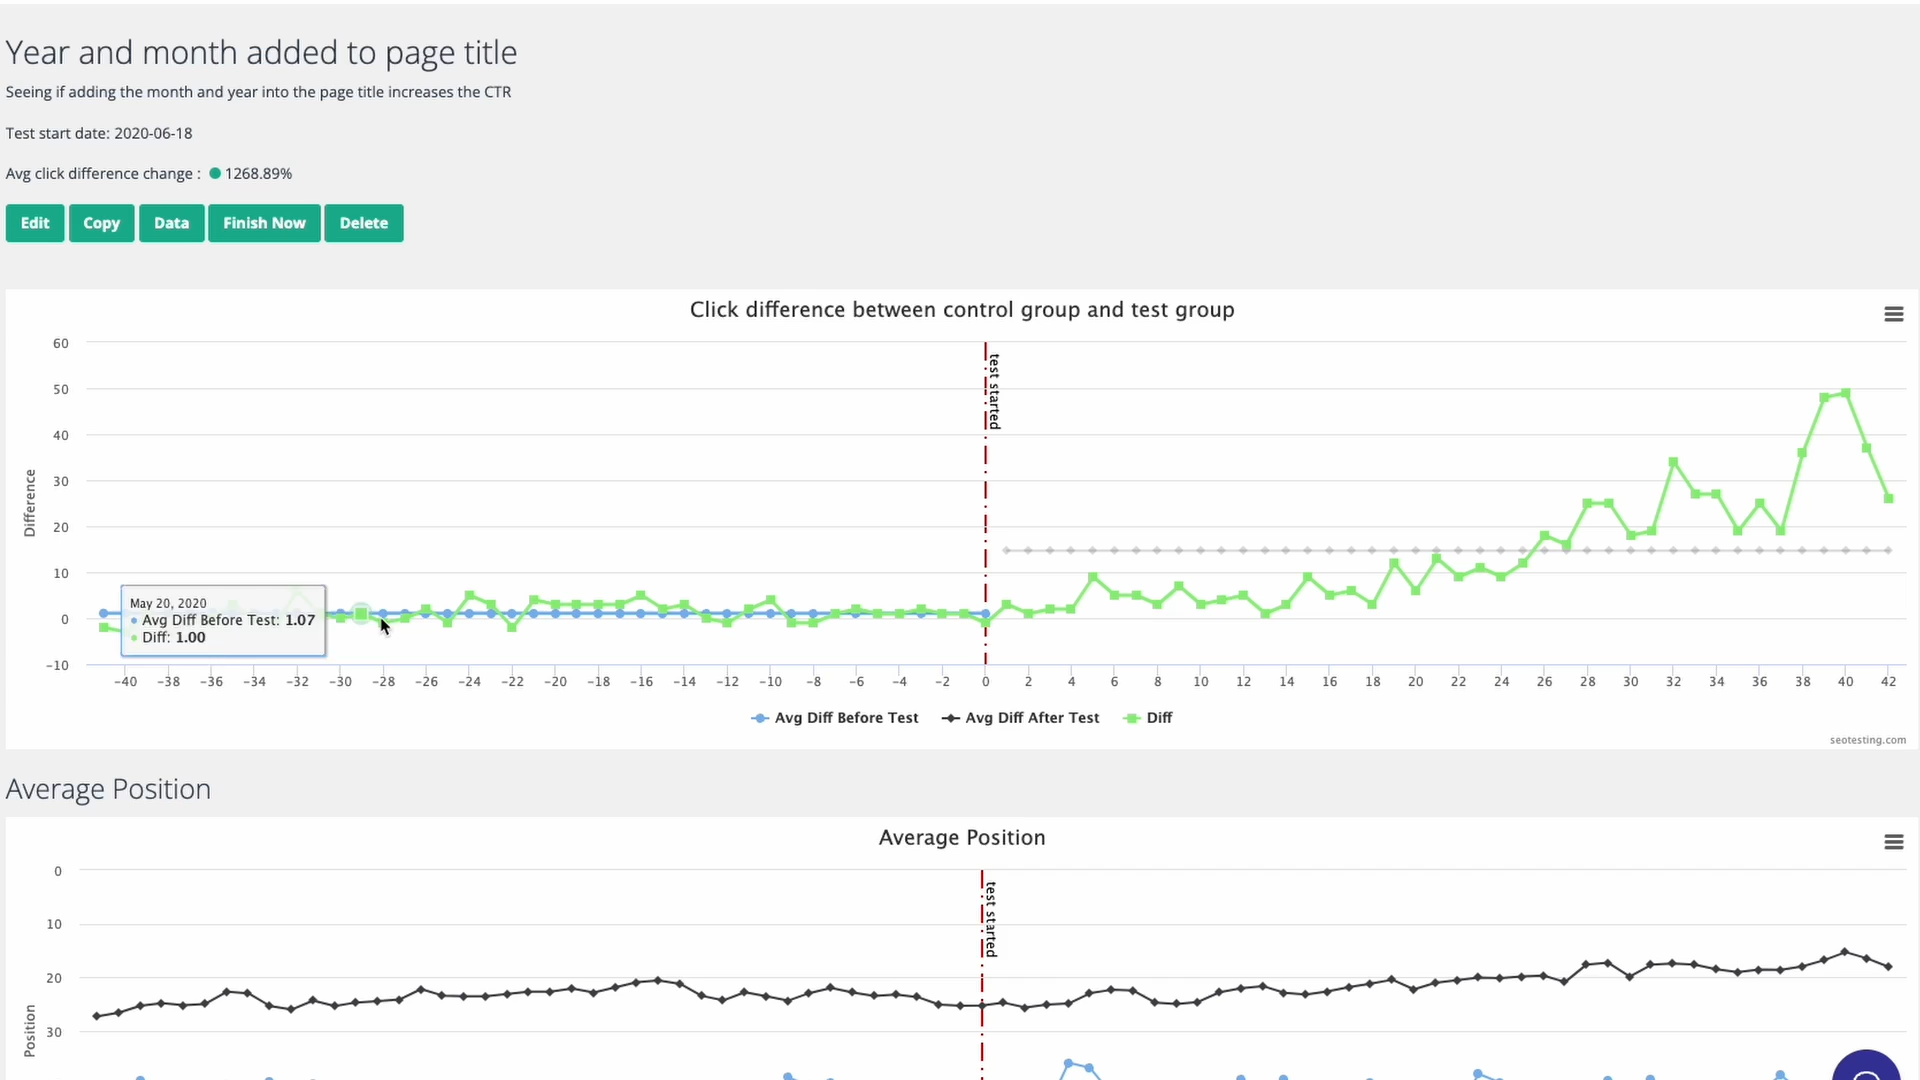 Year and month added to page title
Seeing if adding the month and year into the page title increases the CTR
Test start date: 2020-06-18
Avg click difference change : 1268.89%
Edit Copy Data Finish Now Delete
Click difference between control group and test group
60
50
40
30
20
10
0
-10
Difference
test started
May 20, 2020
Avg Diff Before Test: 1.07
Diff: 1.00
-40 -38 -36 -34 -32 -30 -28 -26 -24 -22 -20 -18 -16 -14 -12 -10 -8 -6 -4 -2 0 2 4 6 8 10 12 14 16 18 20 22 24 26 28 30 32 34 36 38 40 42
Avg Diff Before Test Avg Diff After Test Diff
seotesting.com
Average Position
Average Position
0
10
20
30
Position
test started